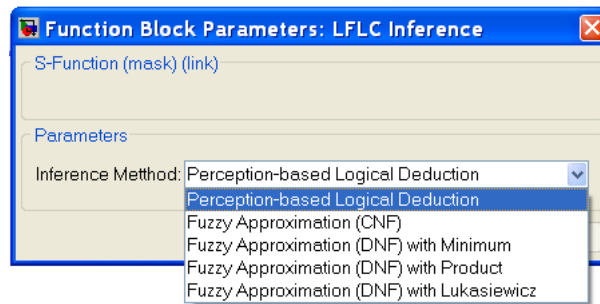 Function Block Parameters: LFLC Inference
S-Function (mask) (link)
Parameters
Inference Metthod: Perception-based Logical Deduction
Perception-based Logical Deduction
Fuzzy Approximation (CNF)
Fuzzy Approximation (DNF) with Minimum
Fuzzy Approximation (DNF) with Product
Fuzzy Approximation (DNF) with Lukasiewicz